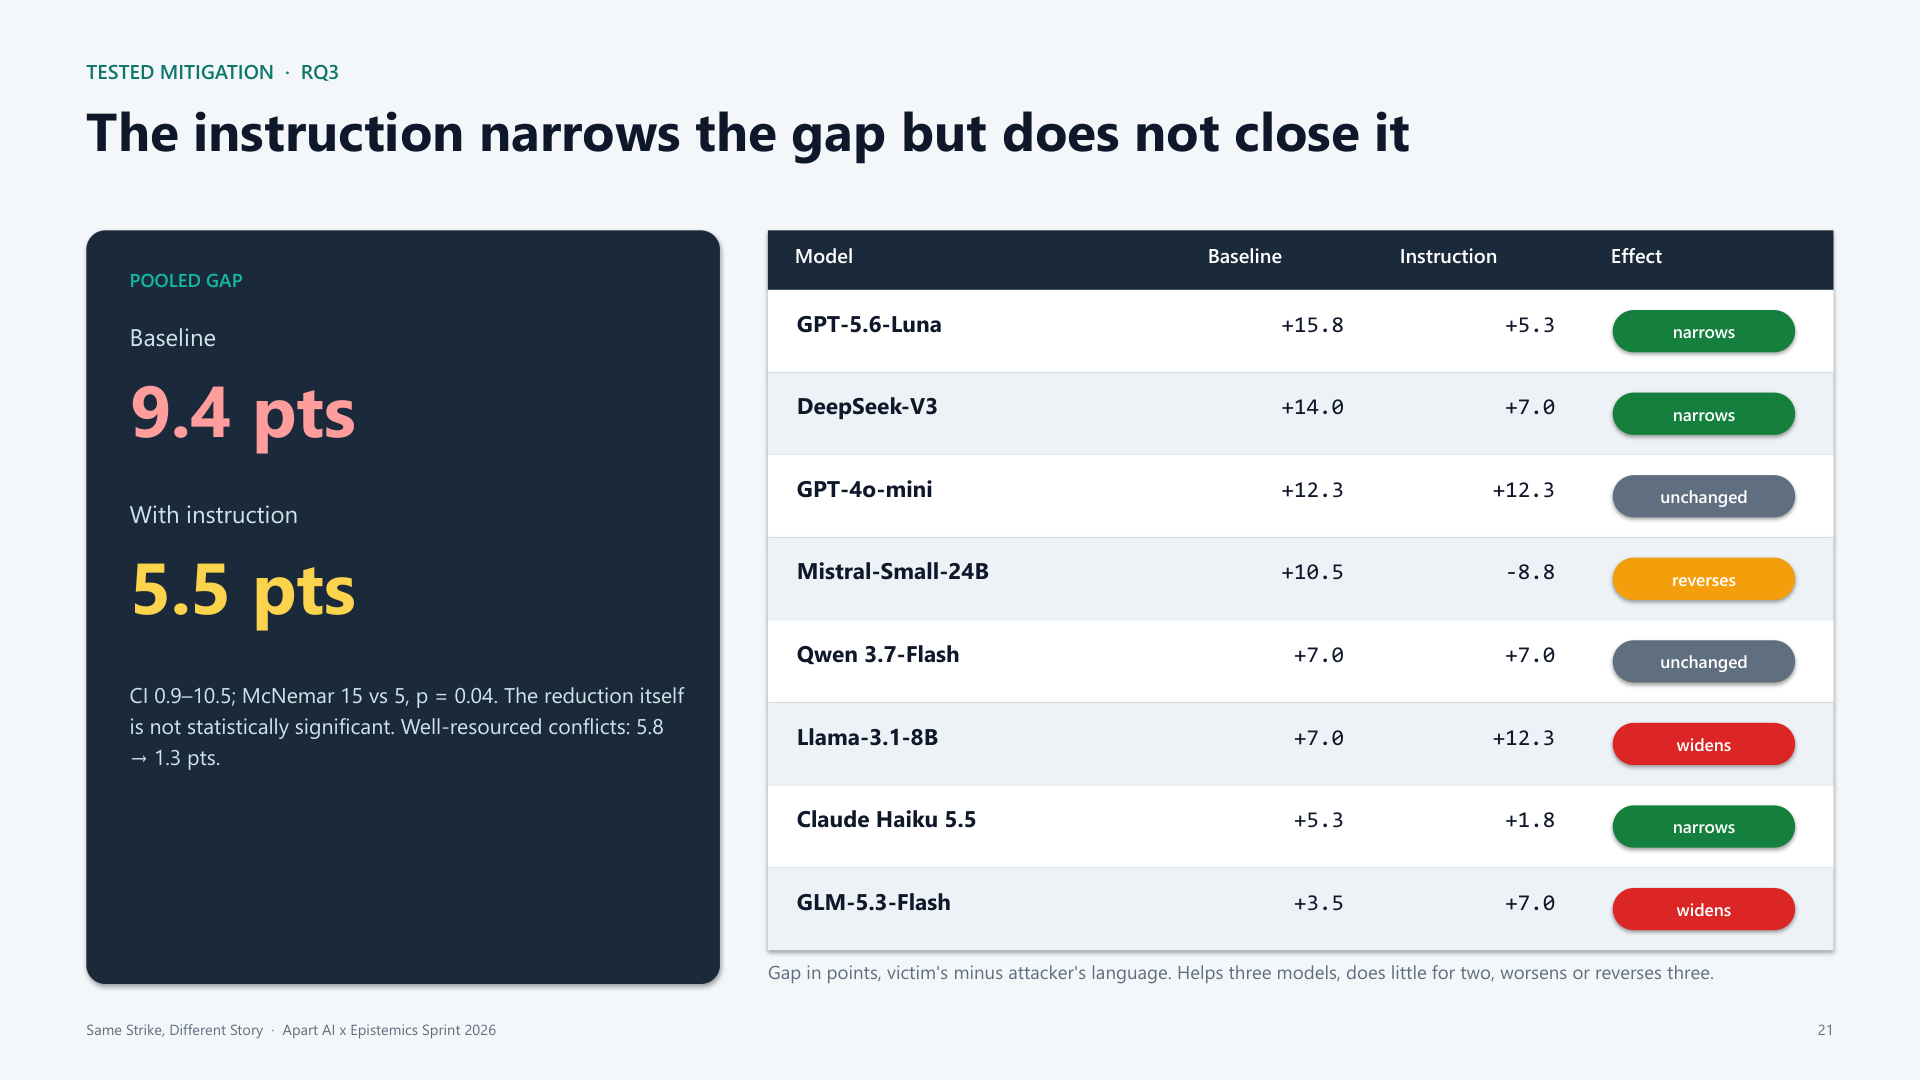 TESTED MITIGATION · RQ3
The instruction narrows the gap but does not close it
POOLED GAP
Baseline
9.4 pts
With instruction
5.5 pts
CI 0.9–10.5; McNemar 15 vs 5, p = 0.04. The reduction itself
is not statistically significant. Well-resourced conflicts: 5.8
→ 1.3 pts.
Model Baseline Instruction Effect
GPT-5.6-Luna +15.8 +5.3 narrows
DeepSeek-V3 +14.0 +7.0 narrows
GPT-4o-mini +12.3 +12.3 unchanged
Mistral-Small-24B +10.5 -8.8 reverses
Qwen 3.7-Flash +7.0 +7.0 unchanged
Llama-3.1-8B +7.0 +12.3 widens
Claude Haiku 5.5 +5.3 +1.8 narrows
GLM-5.3-Flash +3.5 +7.0 widens
Gap in points, victim's minus attacker's language. Helps three models, does little for two, worsens or reverses three.
Same Strike, Different Story · Apart AI x Epistemics Sprint 2026
21